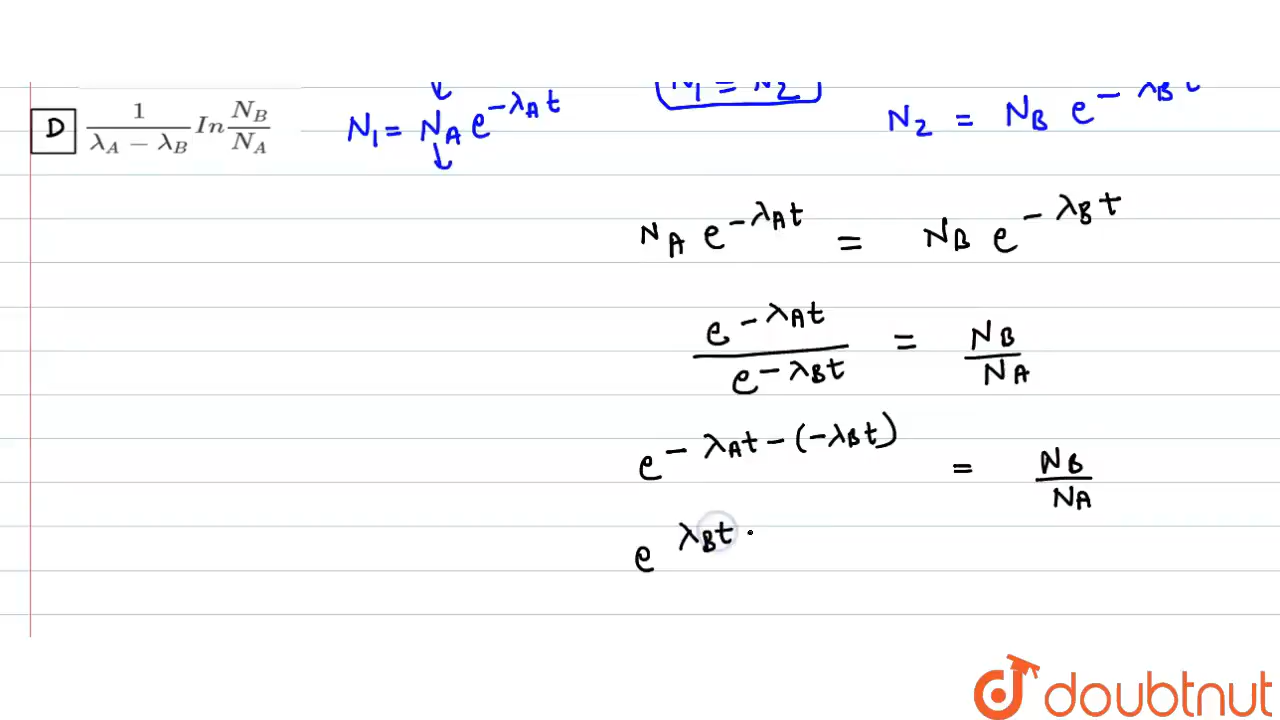 N₁ = N₂
D 1/(λ_A − λ_B) In N_B/N_A
N₁ = N_A e^(−λ_A t)
N₂ = N_B e^(−λ_B t)
N_A e^(−λ_A t) = N_B e^(−λ_B t)
e^(−λ_A t)/e^(−λ_B t) = N_B/N_A
e^(−λ_A t − (−λ_B t)) = N_B/N_A
e^(λ_B t ·
doubtnut